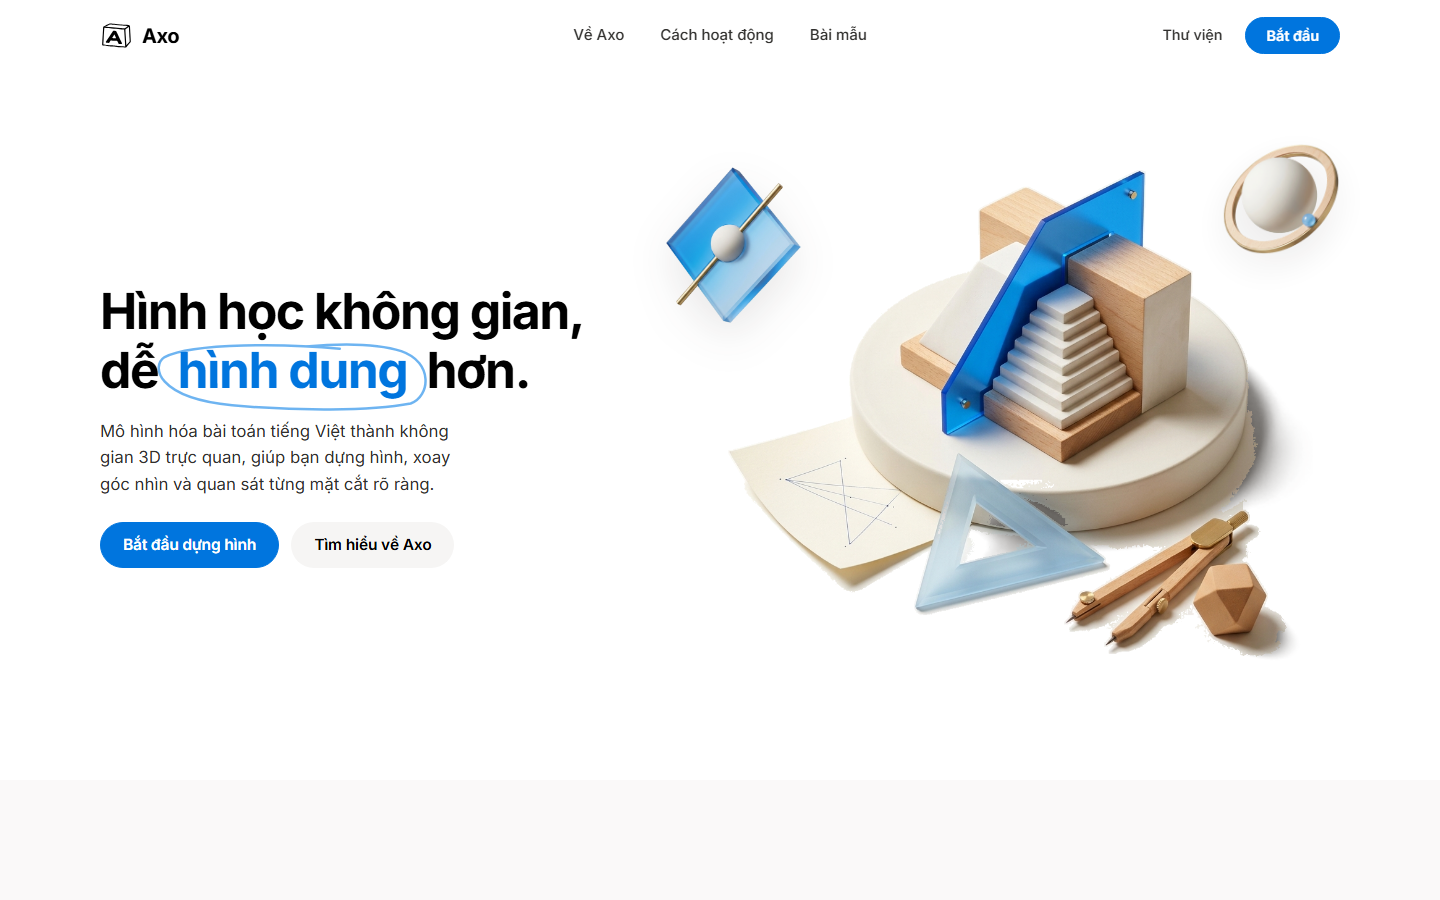 Axo
Về Axo
Cách hoạt động
Bài mẫu
Thư viện
Bắt đầu
Hình học không gian,
dễ hình dung hơn.
Mô hình hóa bài toán tiếng Việt thành không
gian 3D trực quan, giúp bạn dựng hình, xoay
góc nhìn và quan sát từng mặt cắt rõ ràng.
Bắt đầu dựng hình
Tìm hiểu về Axo